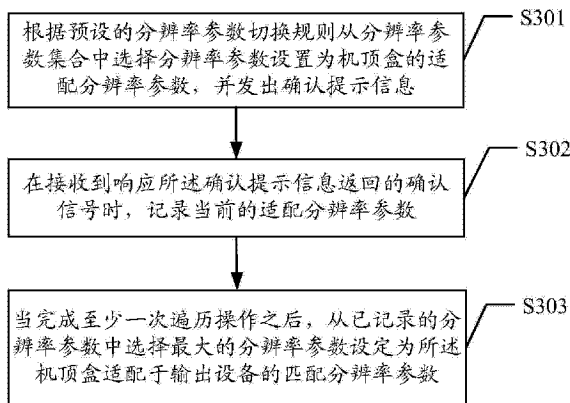 根据预设的分辨率参数切换规则从分辨率参
数集合中选择分辨率参数设置为机顶盒的适
配分辨率参数，并发出确认提示信息
S301
在接收到响应所述确认提示信息返回的确认
信号时，记录当前的适配分辨率参数
S302
当完成至少一次遍历操作之后，从已记录的分
辨率参数中选择最大的分辨率参数设定为所述
机顶盒适配于输出设备的匹配分辨率参数
S303